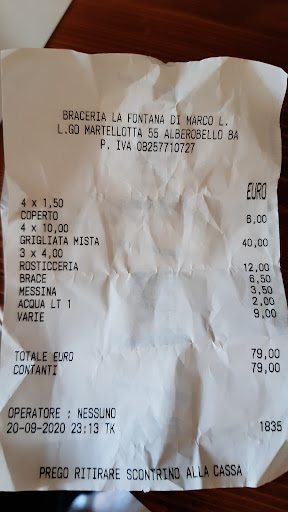 BRACERIA LA FONTANA DI MARCO L.
L.GO MARTELLOTTA 55 ALBEROBELLO BA
P. IVA 08257710727
EURO
4 x 1,50
COPERTO 6,00
4 x 10,00
GRIGLIATA MISTA 40,00
3 x 4,00
ROSTICCERIA 12,00
BRACE 6,50
MESSINA 3,50
ACQUA LT 1 2,00
VARIE 9,00
TOTALE EURO 79,00
CONTANTI 79,00
OPERATORE : NESSUNO
20-09-2020 23:13 TK 1835
PREGO RITIRARE SCONTRINO ALLA CASSA